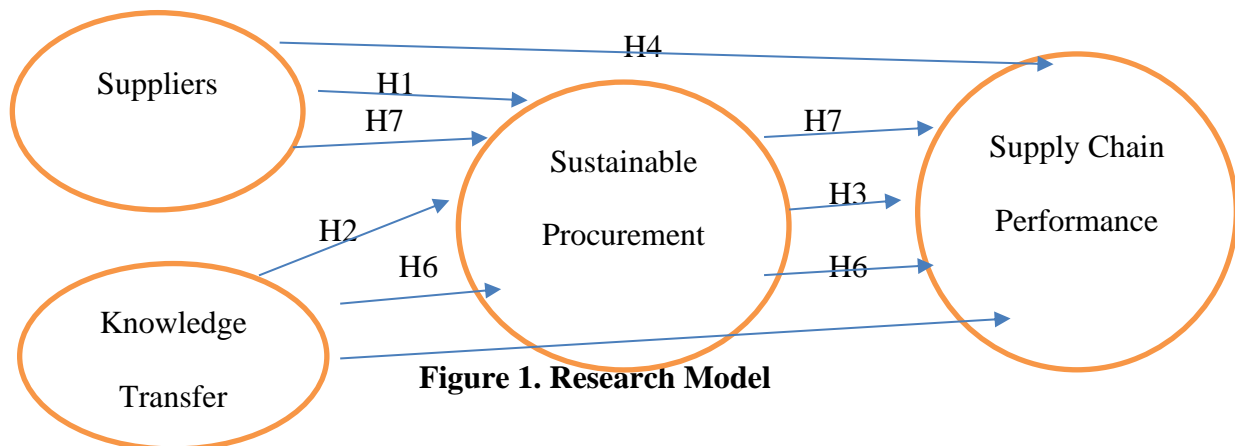 H4
Suppliers
H1
H7
H7
Sustainable
Procurement
Supply Chain
Performance
H3
H2
H6
H6
Knowledge
Transfer
Figure 1. Research Model